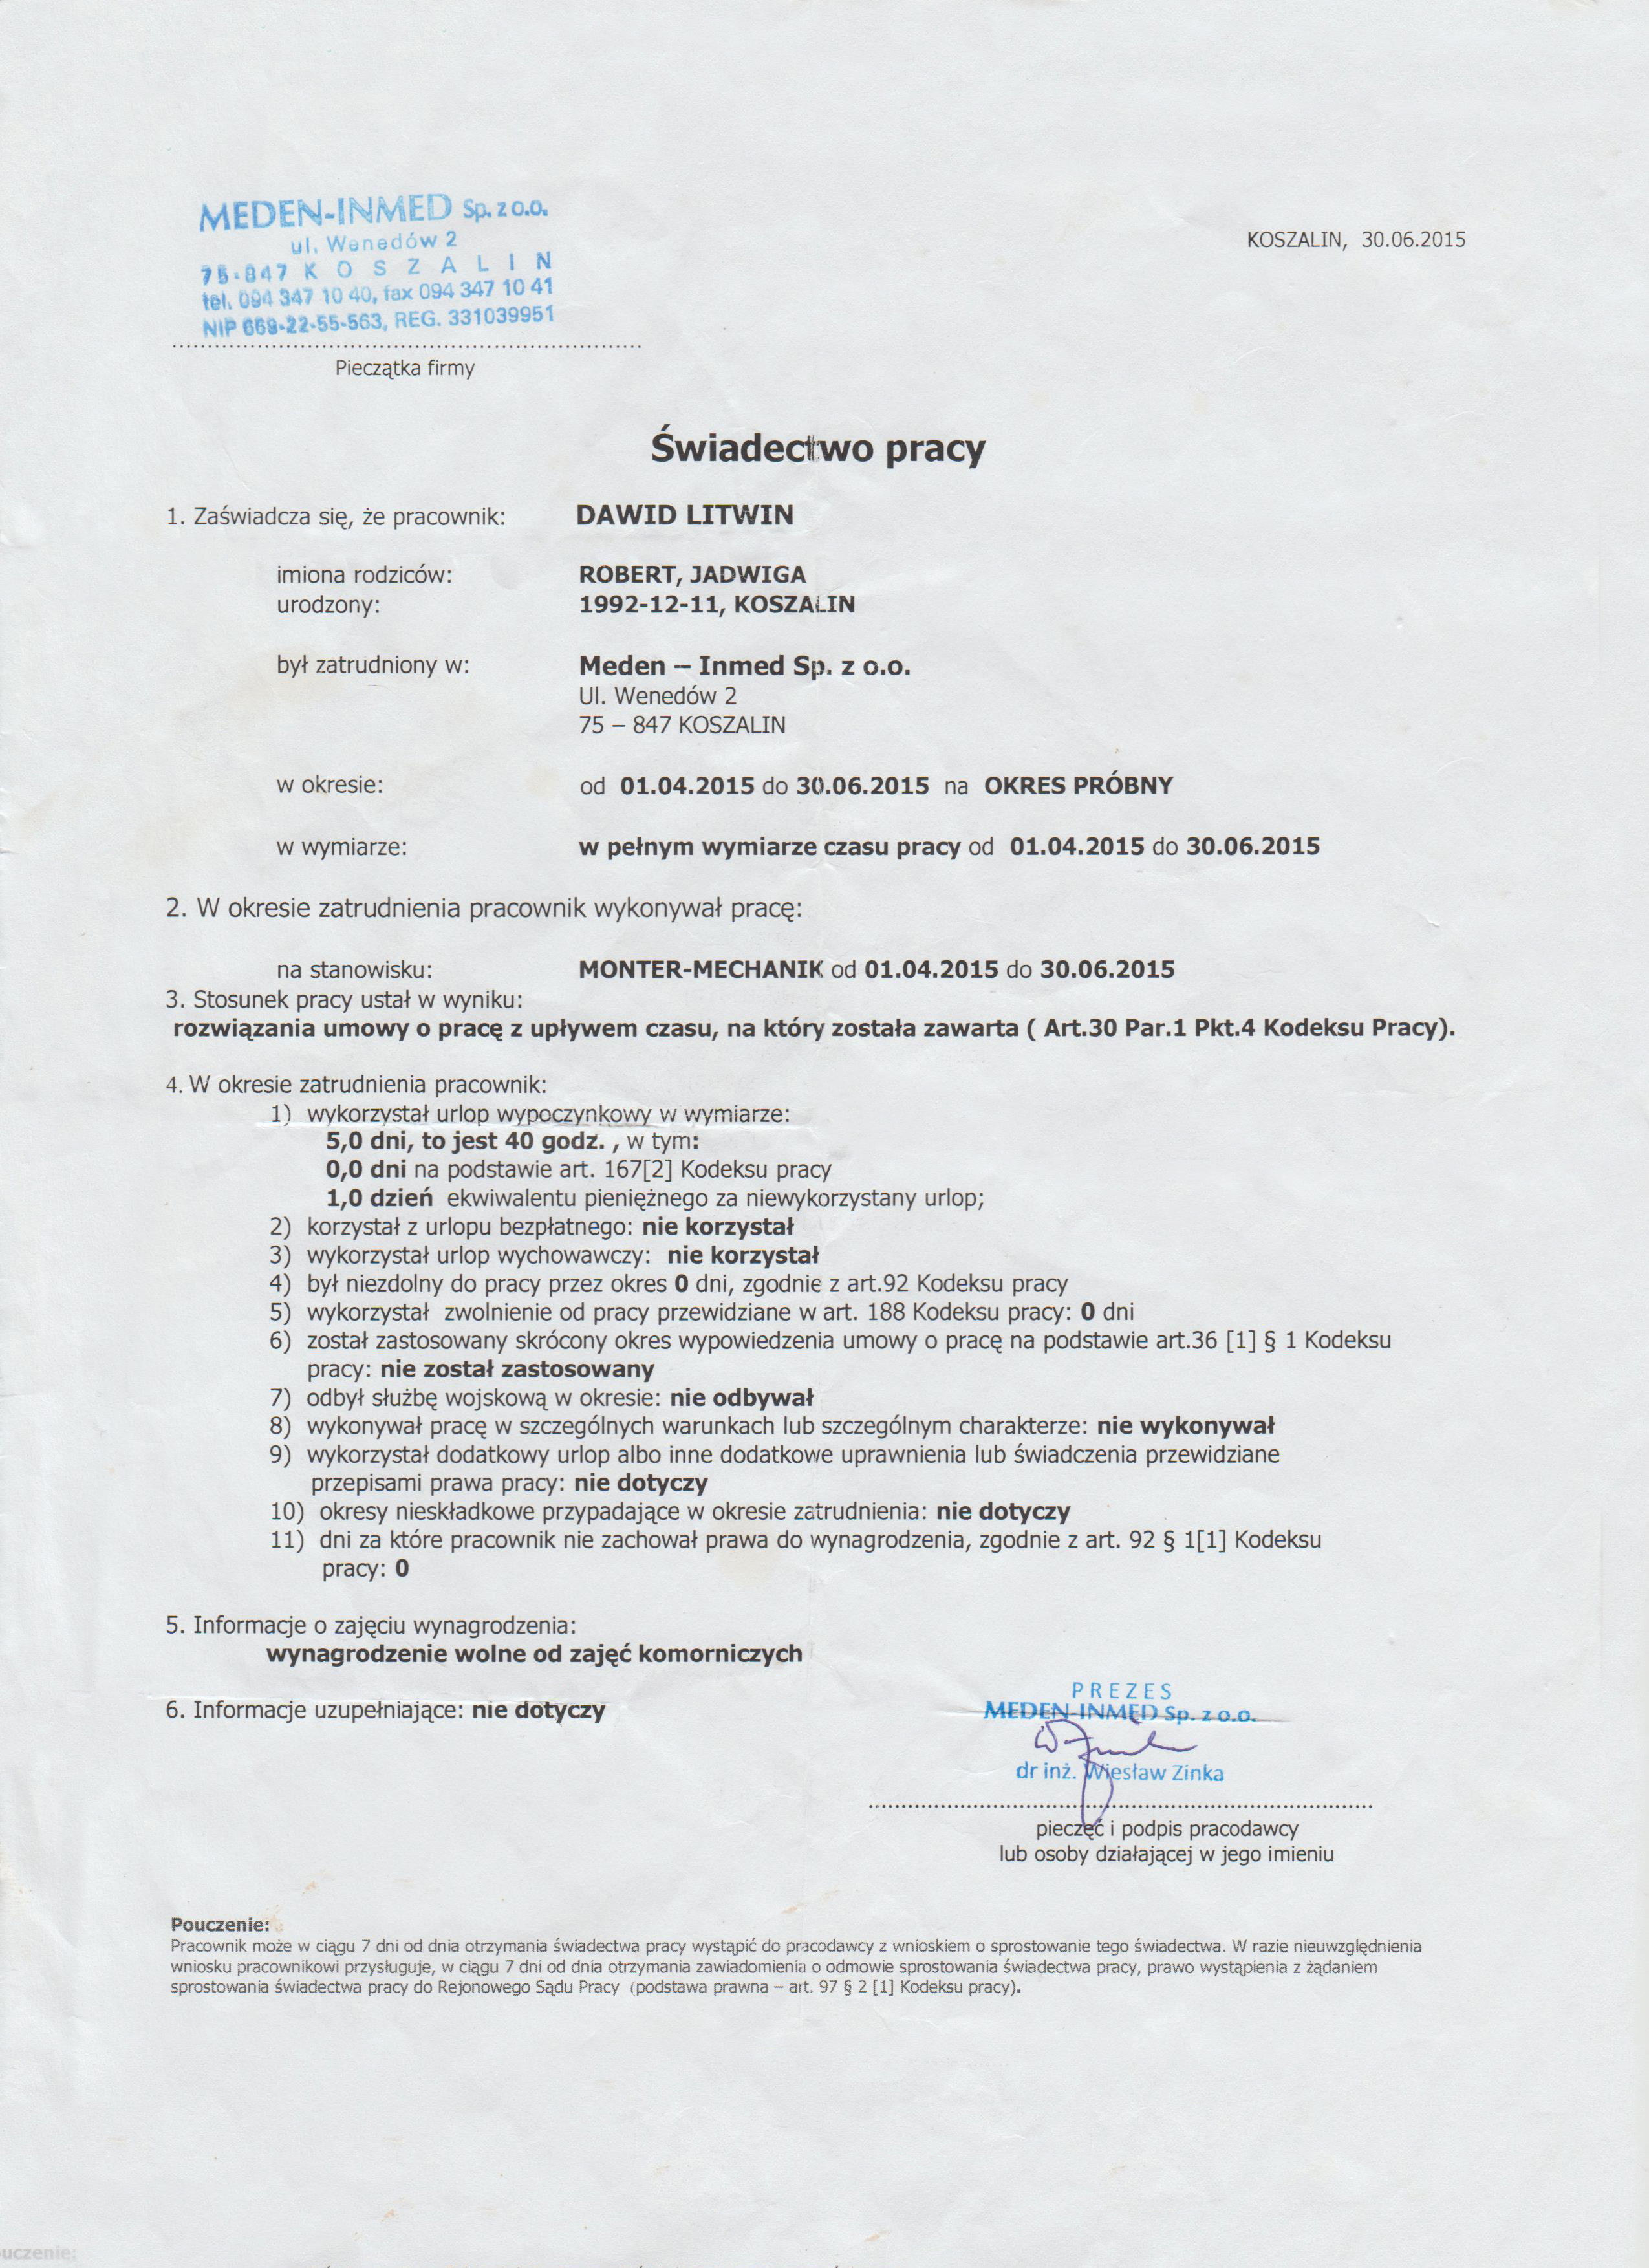 MEDEN-INMED Sp. z o.o.
ul. Wenedów 2
75-847 KOSZALIN
tel. 094 347 10 40, fax 094 347 10 41
NIP 669-22-55-563, REG. 331039951
KOSZALIN, 30.06.2015
Pieczątka firmy
Świadectwo pracy
1. Zaświadcza się, że pracownik: DAWID LITWIN
imiona rodziców: ROBERT, JADWIGA
urodzony: 1992-12-11, KOSZALIN
był zatrudniony w: Meden – Inmed Sp. z o.o.
Ul. Wenedów 2
75 – 847 KOSZALIN
w okresie: od 01.04.2015 do 30.06.2015 na OKRES PRÓBNY
w wymiarze: w pełnym wymiarze czasu pracy od 01.04.2015 do 30.06.2015
2. W okresie zatrudnienia pracownik wykonywał pracę:
na stanowisku: MONTER-MECHANIK od 01.04.2015 do 30.06.2015
3. Stosunek pracy ustał w wyniku:
rozwiązania umowy o pracę z upływem czasu, na który została zawarta ( Art.30 Par.1 Pkt.4 Kodeksu Pracy).
4. W okresie zatrudnienia pracownik:
1) wykorzystał urlop wypoczynkowy w wymiarze:
5,0 dni, to jest 40 godz. , w tym:
0,0 dni na podstawie art. 167[2] Kodeksu pracy
1,0 dzień ekwiwalentu pieniężnego za niewykorzystany urlop;
2) korzystał z urlopu bezpłatnego: nie korzystał
3) wykorzystał urlop wychowawczy: nie korzystał
4) był niezdolny do pracy przez okres 0 dni, zgodnie z art.92 Kodeksu pracy
5) wykorzystał zwolnienie od pracy przewidziane w art. 188 Kodeksu pracy: 0 dni
6) został zastosowany skrócony okres wypowiedzenia umowy o pracę na podstawie art.36 [1] § 1 Kodeksu
pracy: nie został zastosowany
7) odbył służbę wojskową w okresie: nie odbywał
8) wykonywał pracę w szczególnych warunkach lub szczególnym charakterze: nie wykonywał
9) wykorzystał dodatkowy urlop albo inne dodatkowe uprawnienia lub świadczenia przewidziane
przepisami prawa pracy: nie dotyczy
10) okresy nieskładkowe przypadające w okresie zatrudnienia: nie dotyczy
11) dni za które pracownik nie zachował prawa do wynagrodzenia, zgodnie z art. 92 § 1[1] Kodeksu
pracy: 0
5. Informacje o zajęciu wynagrodzenia:
wynagrodzenie wolne od zajęć komorniczych
6. Informacje uzupełniające: nie dotyczy
PREZES
MEDEN-INMED Sp. z o.o.
dr inż. Wiesław Zinka
pieczęć i podpis pracodawcy
lub osoby działającej w jego imieniu
Pouczenie:
Pracownik może w ciągu 7 dni od dnia otrzymania świadectwa pracy wystąpić do pracodawcy z wnioskiem o sprostowanie tego świadectwa. W razie nieuwzględnienia
wniosku pracownikowi przysługuje, w ciągu 7 dni od dnia otrzymania zawiadomienia o odmowie sprostowania świadectwa pracy, prawo wystąpienia z żądaniem
sprostowania świadectwa pracy do Rejonowego Sądu Pracy (podstawa prawna – art. 97 § 2 [1] Kodeksu pracy).
uczenie: